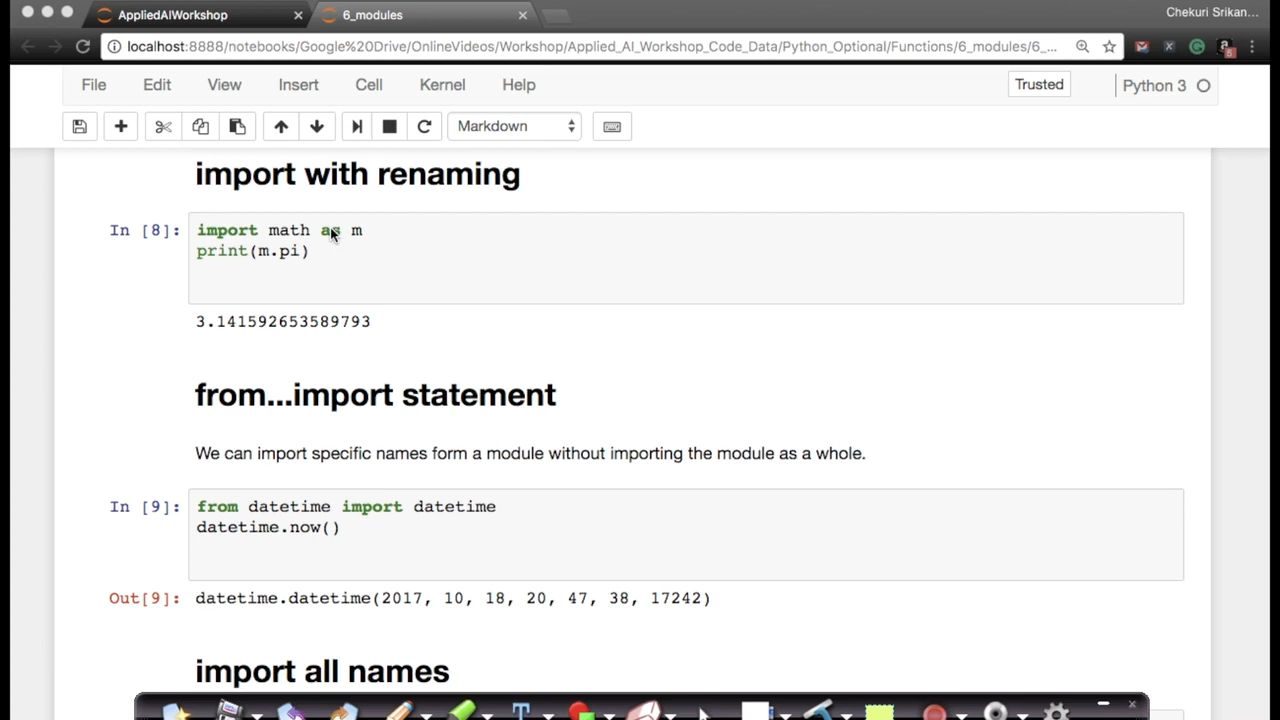 AppliedAIWorkshop
6_modules
Chekuri Srikan...
localhost:8888/notebooks/Google%20Drive/OnlineVideos/Workshop/Applied_AI_Workshop_Code_Data/Python_Optional/Functions/6_modules/6_...
File Edit View Insert Cell Kernel Help
Trusted
Python 3
Markdown
import with renaming
In [8]: import math as m
print(m.pi)
3.141592653589793
from...import statement
We can import specific names form a module without importing the module as a whole.
In [9]: from datetime import datetime
datetime.now()
Out[9]: datetime.datetime(2017, 10, 18, 20, 47, 38, 17242)
import all names